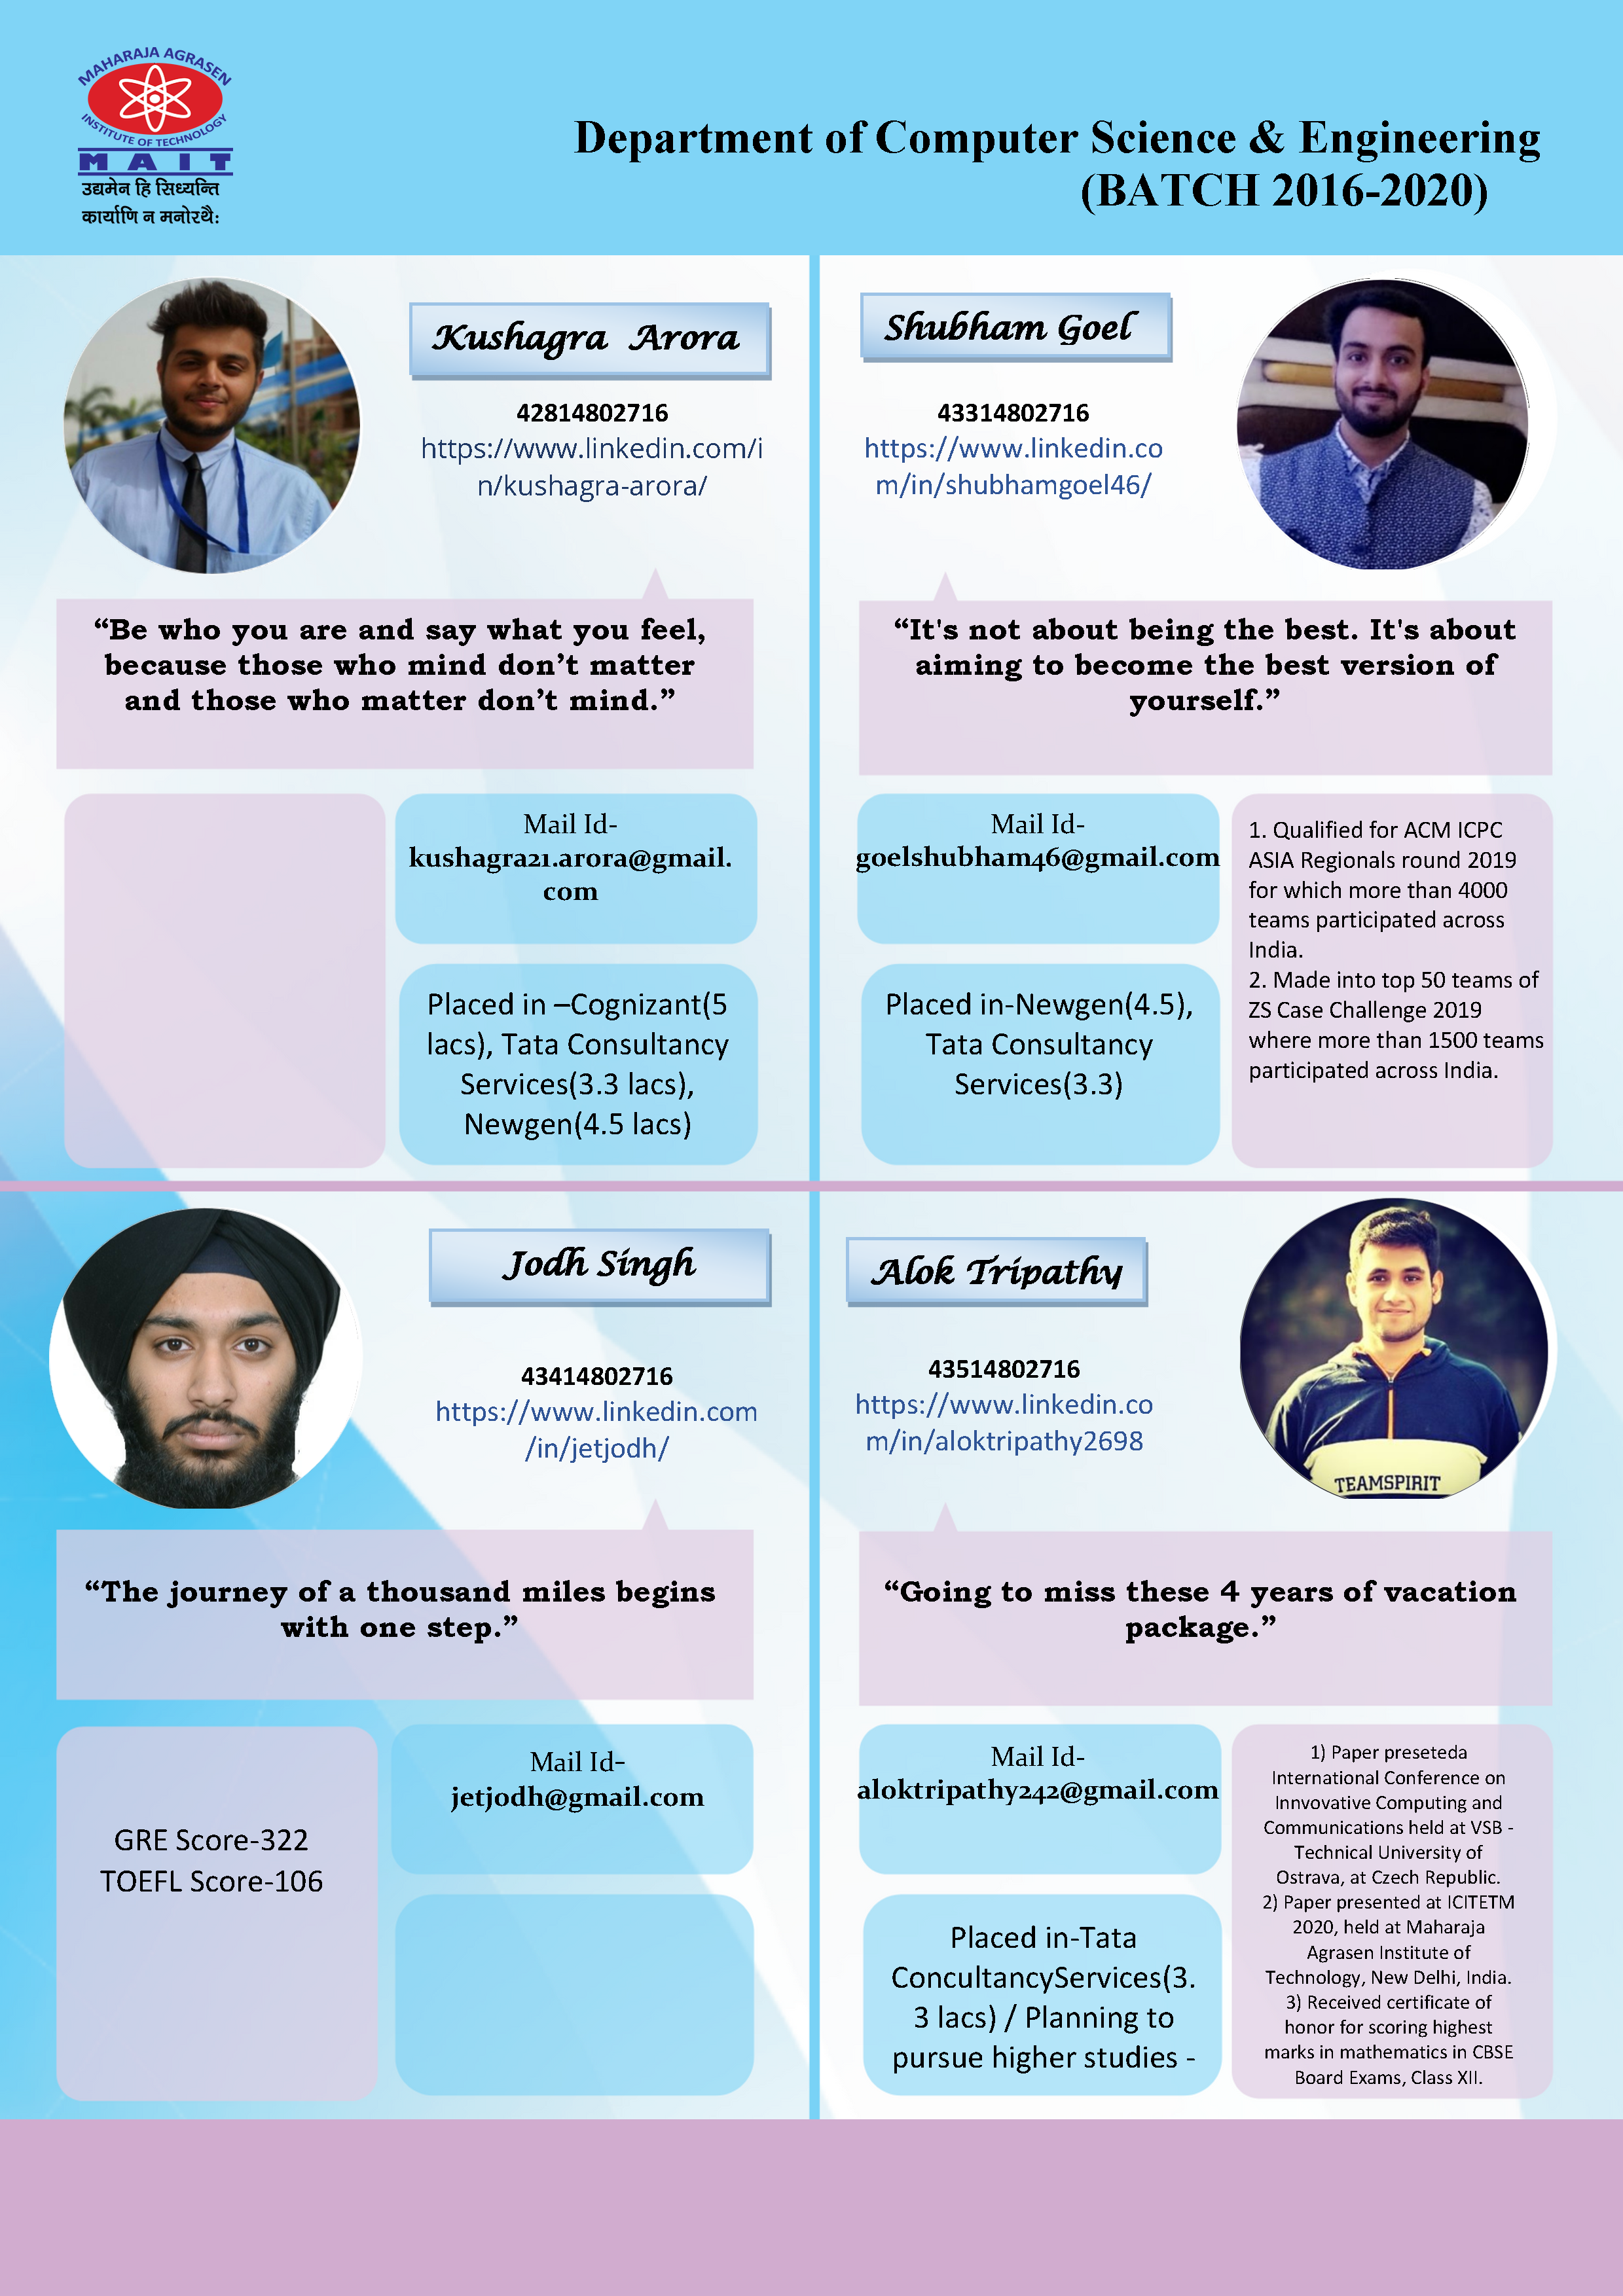 MAHARAJA AGRASEN
INSTITUTE OF TECHNOLOGY
MAIT
उद्यमेन हि सिध्यन्ति
कार्याणि न मनोरथैः
Department of Computer Science & Engineering
(BATCH 2016-2020)
Kushagra Arora
42814802716
https://www.linkedin.com/i
n/kushagra-arora/
“Be who you are and say what you feel,
because those who mind don’t matter
and those who matter don’t mind.”
Mail Id-
kushagra21.arora@gmail.
com
Placed in –Cognizant(5
lacs), Tata Consultancy
Services(3.3 lacs),
Newgen(4.5 lacs)
Shubham Goel
43314802716
https://www.linkedin.co
m/in/shubhamgoel46/
“It's not about being the best. It's about
aiming to become the best version of
yourself.”
Mail Id-
goelshubham46@gmail.com
Placed in-Newgen(4.5),
Tata Consultancy
Services(3.3)
1. Qualified for ACM ICPC
ASIA Regionals round 2019
for which more than 4000
teams participated across
India.
2. Made into top 50 teams of
ZS Case Challenge 2019
where more than 1500 teams
participated across India.
Jodh Singh
43414802716
https://www.linkedin.com
/in/jetjodh/
“The journey of a thousand miles begins
with one step.”
GRE Score-322
TOEFL Score-106
Mail Id-
jetjodh@gmail.com
Alok Tripathy
43514802716
https://www.linkedin.co
m/in/aloktripathy2698
TEAMSPIRIT
“Going to miss these 4 years of vacation
package.”
Mail Id-
aloktripathy242@gmail.com
Placed in-Tata
ConcultancyServices(3.
3 lacs) / Planning to
pursue higher studies -
1) Paper preseteda
International Conference on
Innvovative Computing and
Communications held at VSB -
Technical University of
Ostrava, at Czech Republic.
2) Paper presented at ICITETM
2020, held at Maharaja
Agrasen Institute of
Technology, New Delhi, India.
3) Received certificate of
honor for scoring highest
marks in mathematics in CBSE
Board Exams, Class XII.